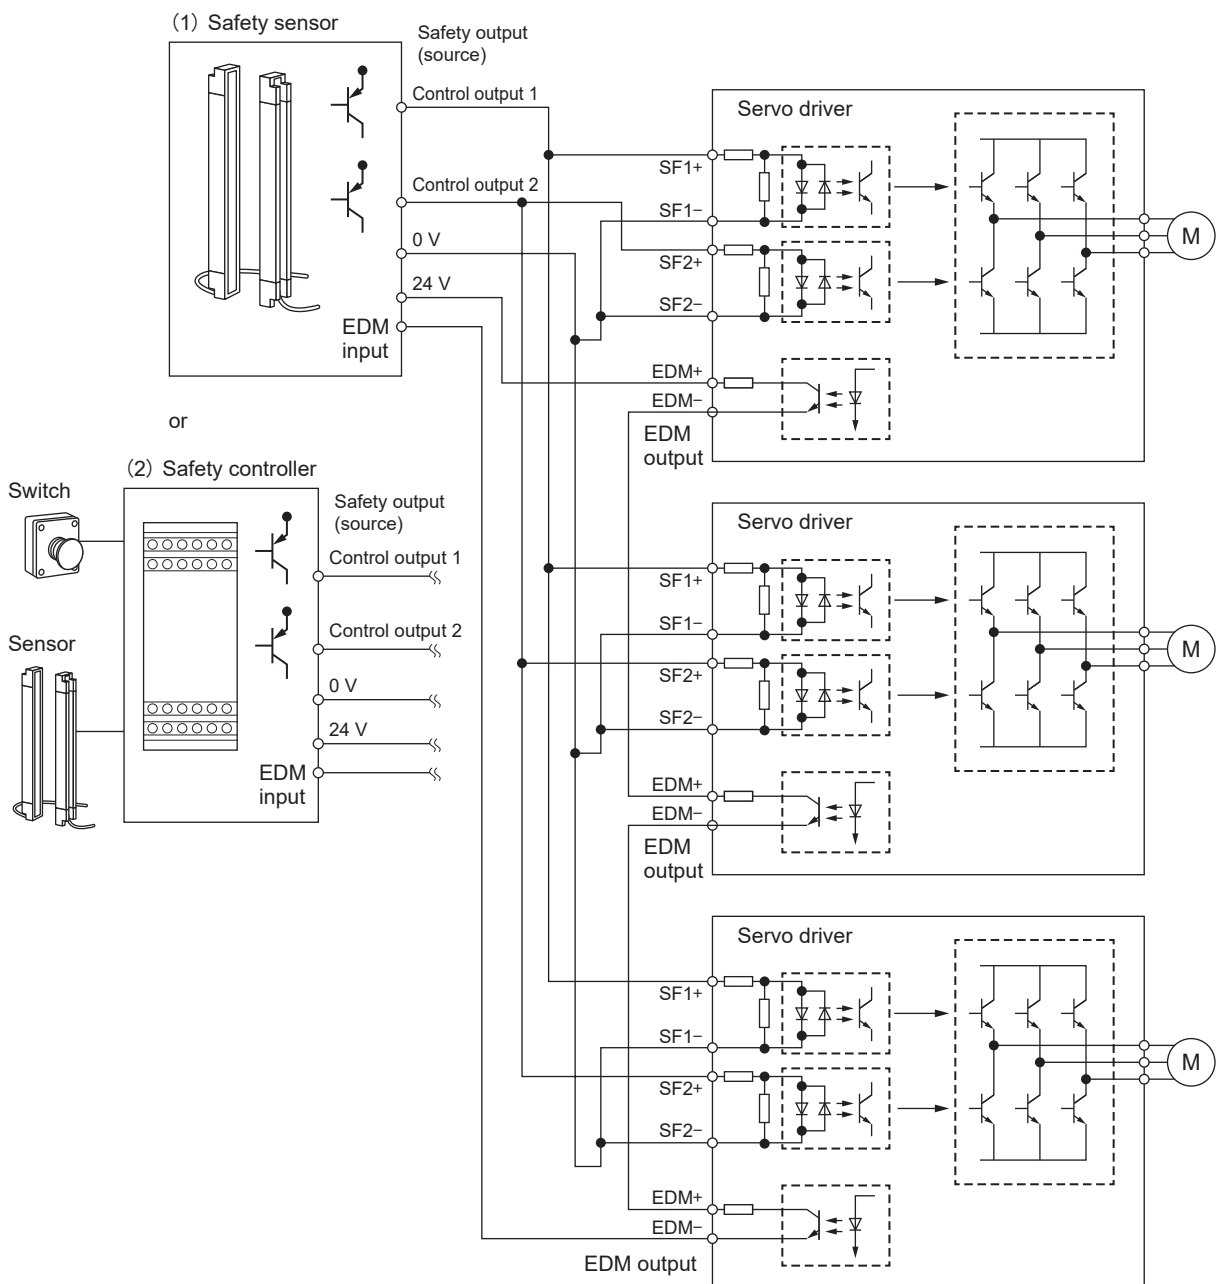 (1) Safety sensor
Safety output
(source)
Control output 1
Control output 2
0 V
24 V
EDM
input
or
(2) Safety controller
Switch
Sensor
Safety output
(source)
Control output 1
Control output 2
0 V
24 V
EDM
input
Servo driver
SF1+
SF1−
SF2+
SF2−
EDM+
EDM−
EDM
output
M
Servo driver
SF1+
SF1−
SF2+
SF2−
EDM+
EDM−
EDM
output
M
Servo driver
SF1+
SF1−
SF2+
SF2−
EDM+
EDM−
EDM output
M